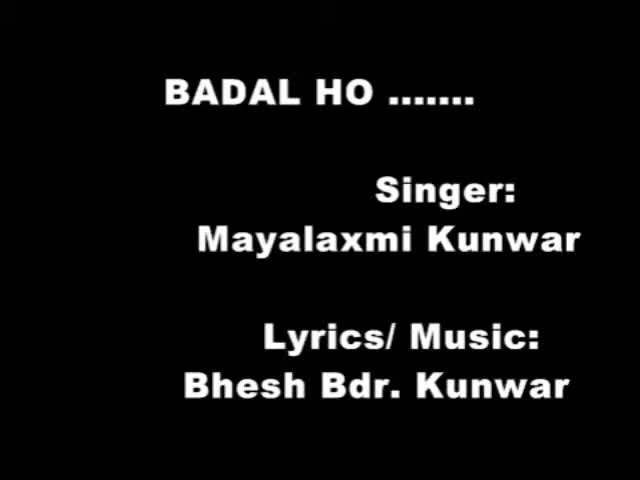 BADAL HO .......
Singer:
Mayalaxmi Kunwar
Lyrics/ Music:
Bhesh Bdr. Kunwar